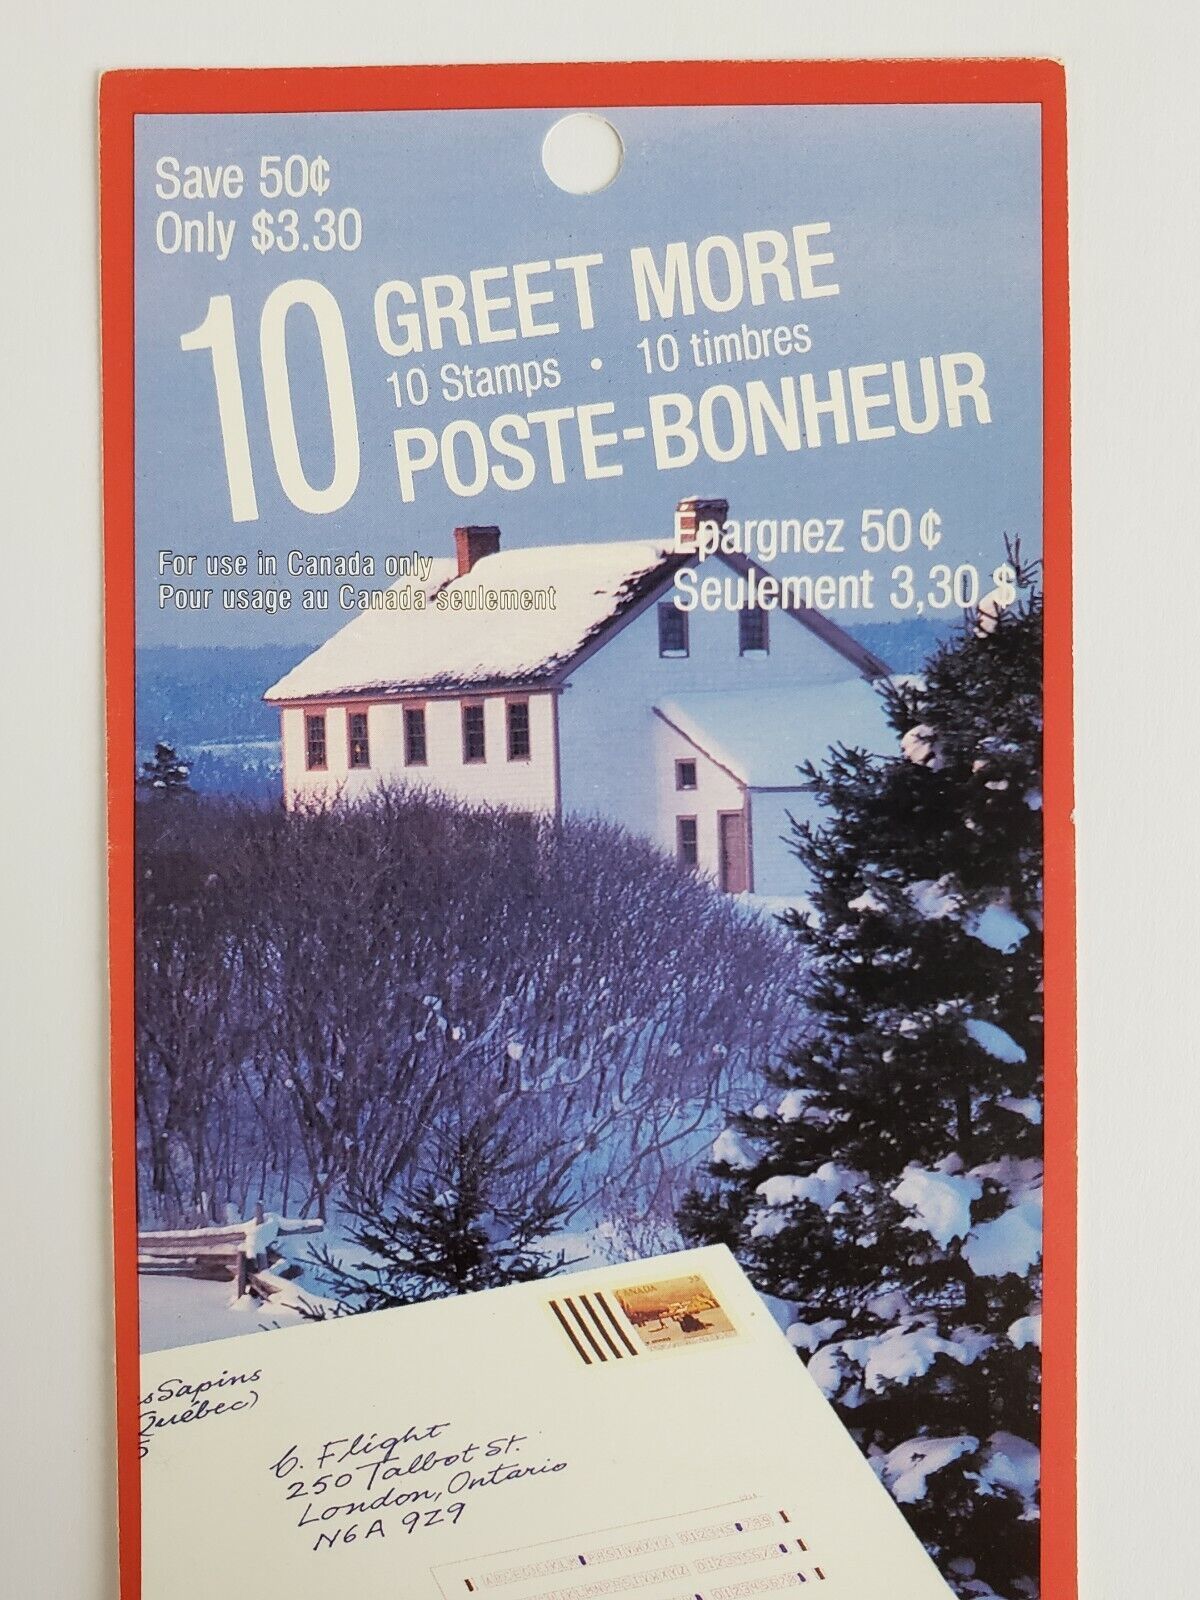 Save 50¢
Only $3.30
10 GREET MORE
10 Stamps • 10 timbres
POSTE-BONHEUR
Epargnez 50¢
Seulement 3,30 $
For use in Canada only
Pour usage au Canada seulement
CANADA 35
sSapins
Québec)
5
C. Flight
250 Talbot St.
London, Ontario
N6A 9Z9